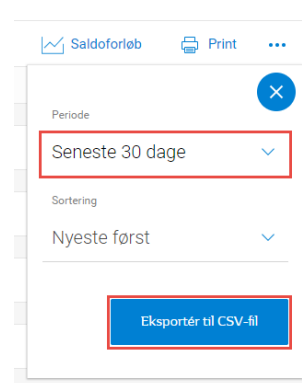 Saldoforløb Print
Periode
Seneste 30 dage
Sortering
Nyeste først
Eksportér til CSV-fil